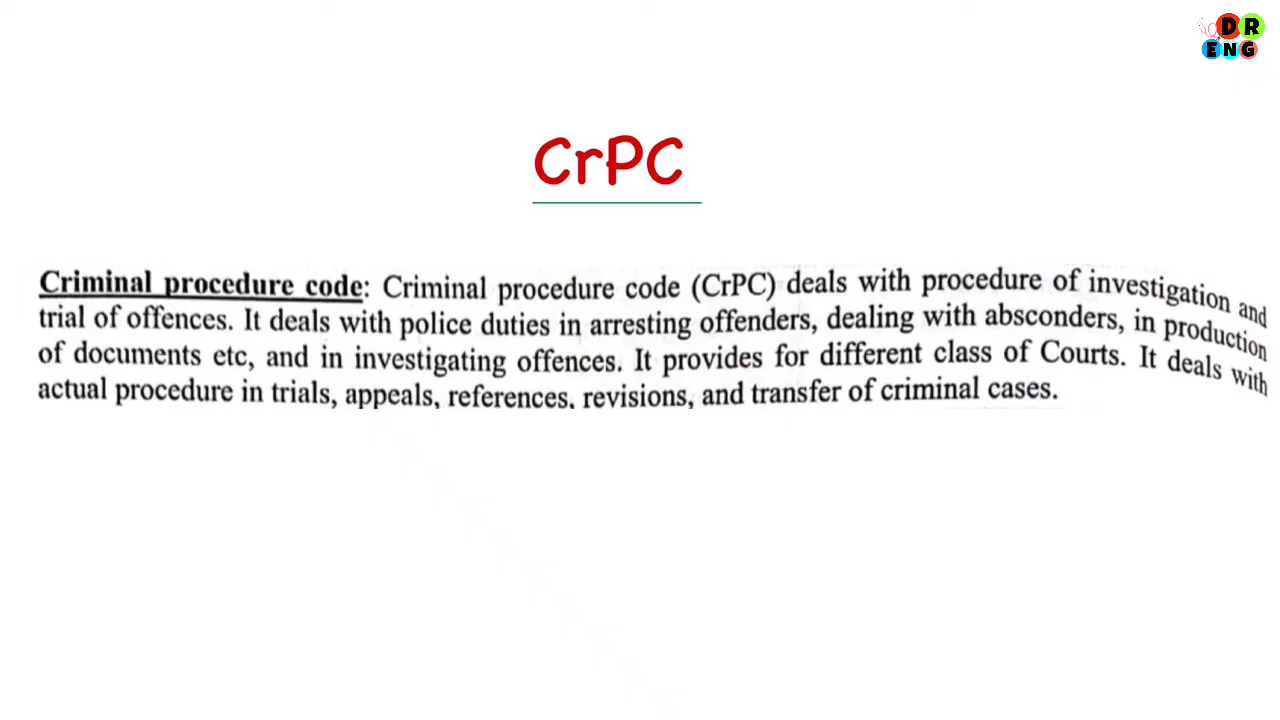 DR
ENG
CrPC
Criminal procedure code: Criminal procedure code (CrPC) deals with procedure of investigation and
trial of offences. It deals with police duties in arresting offenders, dealing with absconders, in production
of documents etc, and in investigating offences. It provides for different class of Courts. It deals with
actual procedure in trials, appeals, references, revisions, and transfer of criminal cases.